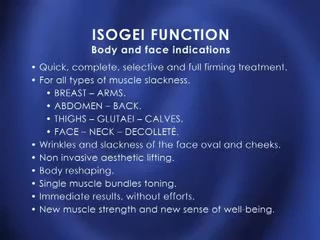 ISOGEI FUNCTION
Body and face indications
• Quick, complete, selective and full firming treatment.
• For all types of muscle slackness.
• BREAST – ARMS.
• ABDOMEN – BACK.
• THIGHS – GLUTAEI – CALVES.
• FACE – NECK – DECOLLETÈ.
• Wrinkles and slackness of the face oval and cheeks.
• Non invasive aesthetic lifting.
• Body reshaping.
• Single muscle bundles toning.
• Immediate results, without efforts.
• New muscle strength and new sense of well-being.